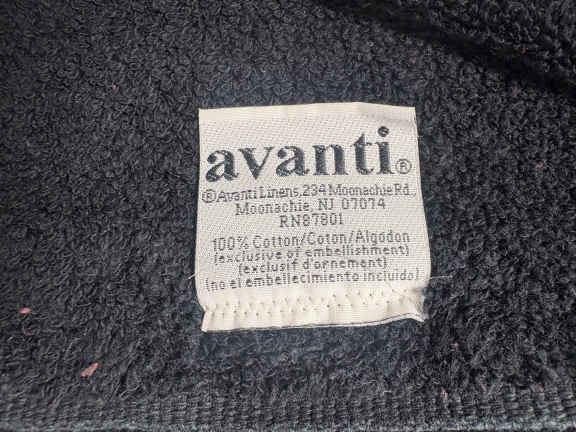 avanti®
®Avanti Linens, 234 Moonachie Rd.,
Moonachie, NJ 07074
RN87801
100% Cotton/Coton/Algodon
(exclusive of embellishment)
(exclusif d'ornement)
(no el embellecimiento incluido)